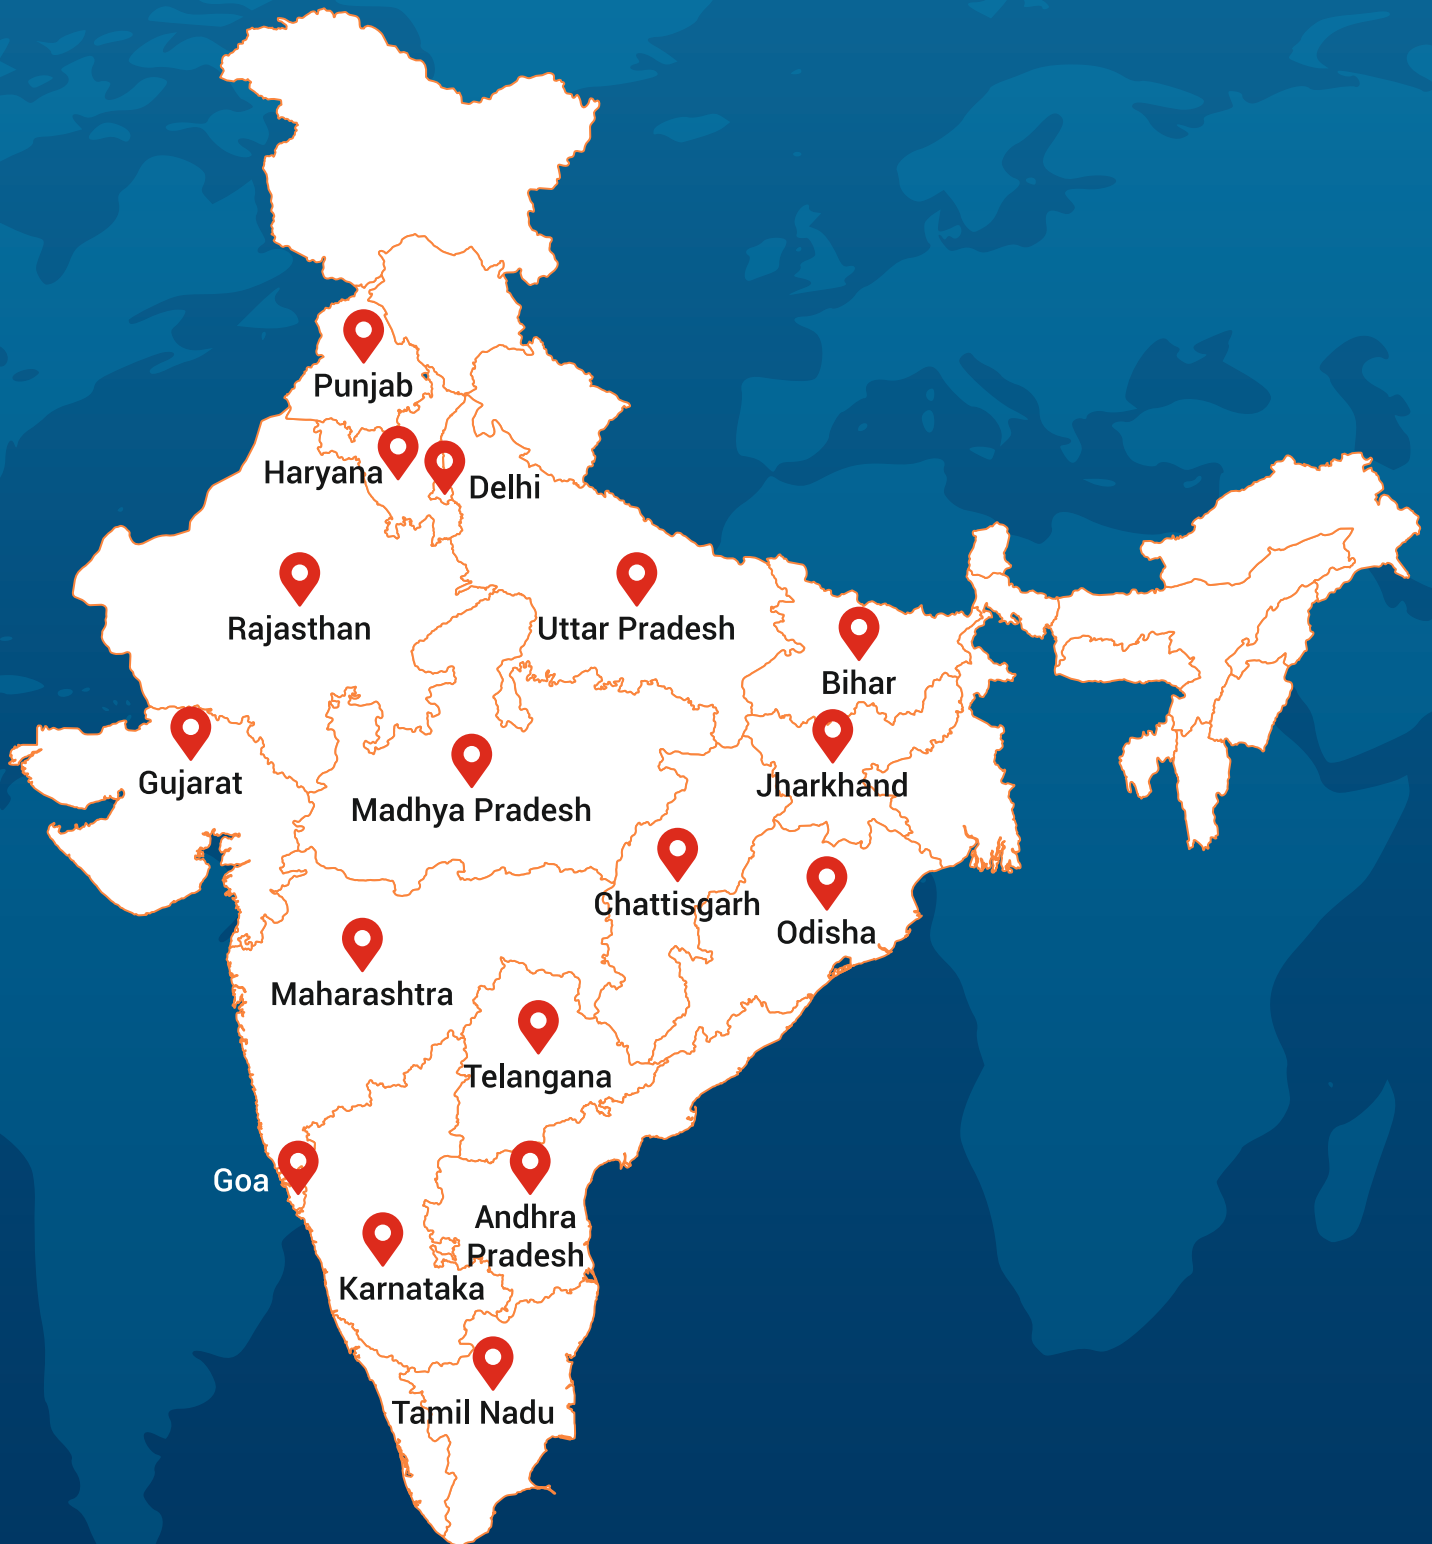 Punjab
Haryana
Delhi
Rajasthan
Uttar Pradesh
Bihar
Gujarat
Madhya Pradesh
Jharkhand
Chattisgarh
Odisha
Maharashtra
Telangana
Goa
Andhra
Pradesh
Karnataka
Tamil Nadu